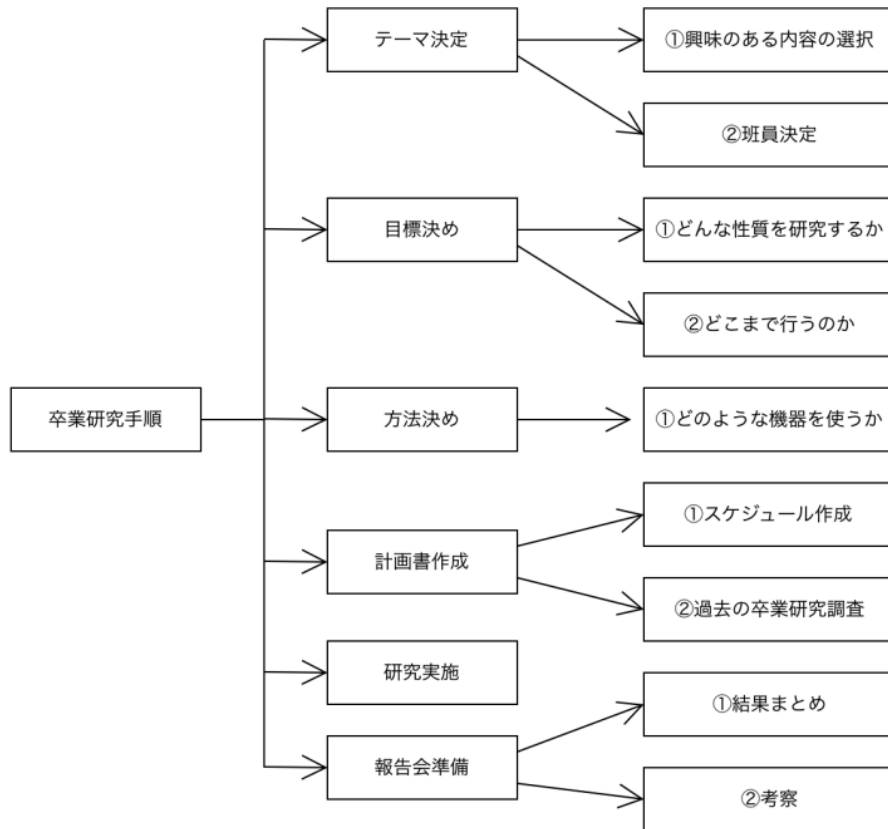 卒業研究手順
テーマ決定
①興味のある内容の選択
②班員決定
目標決め
①どんな性質を研究するか
②どこまで行うのか
方法決め
①どのような機器を使うか
計画書作成
①スケジュール作成
②過去の卒業研究調査
研究実施
報告会準備
①結果まとめ
②考察